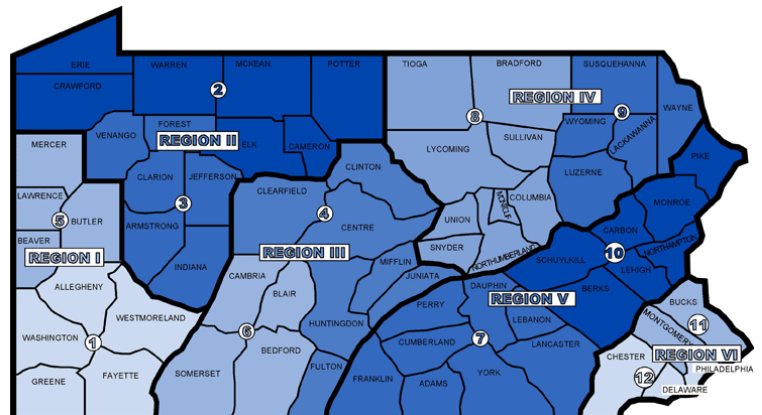 ERIE
WARREN
MCKEAN
POTTER
CRAWFORD
2
VENANGO
FOREST
REGION II
ELK
CAMERON
CLARION
JEFFERSON
3
ARMSTRONG
INDIANA
MERCER
LAWRENCE
5
BUTLER
BEAVER
REGION I
ALLEGHENY
WESTMORELAND
WASHINGTON
1
GREENE
FAYETTE
CLINTON
CLEARFIELD
4
CENTRE
REGION III
CAMBRIA
BLAIR
MIFFLIN
JUNIATA
6
HUNTINGDON
SOMERSET
BEDFORD
FULTON
TIOGA
BRADFORD
SUSQUEHANNA
REGION IV
8
9
WAYNE
WYOMING
LACKAWANNA
SULLIVAN
LYCOMING
LUZERNE
COLUMBIA
MONTOUR
UNION
SNYDER
NORTHUMBERLAND
PIKE
MONROE
CARBON
NORTHAMPTON
10
SCHUYLKILL
LEHIGH
BERKS
DAUPHIN
REGION V
PERRY
LEBANON
CUMBERLAND
7
LANCASTER
FRANKLIN
ADAMS
YORK
BUCKS
MONTGOMERY
11
REGION VI
CHESTER
PHILADELPHIA
12
DELAWARE